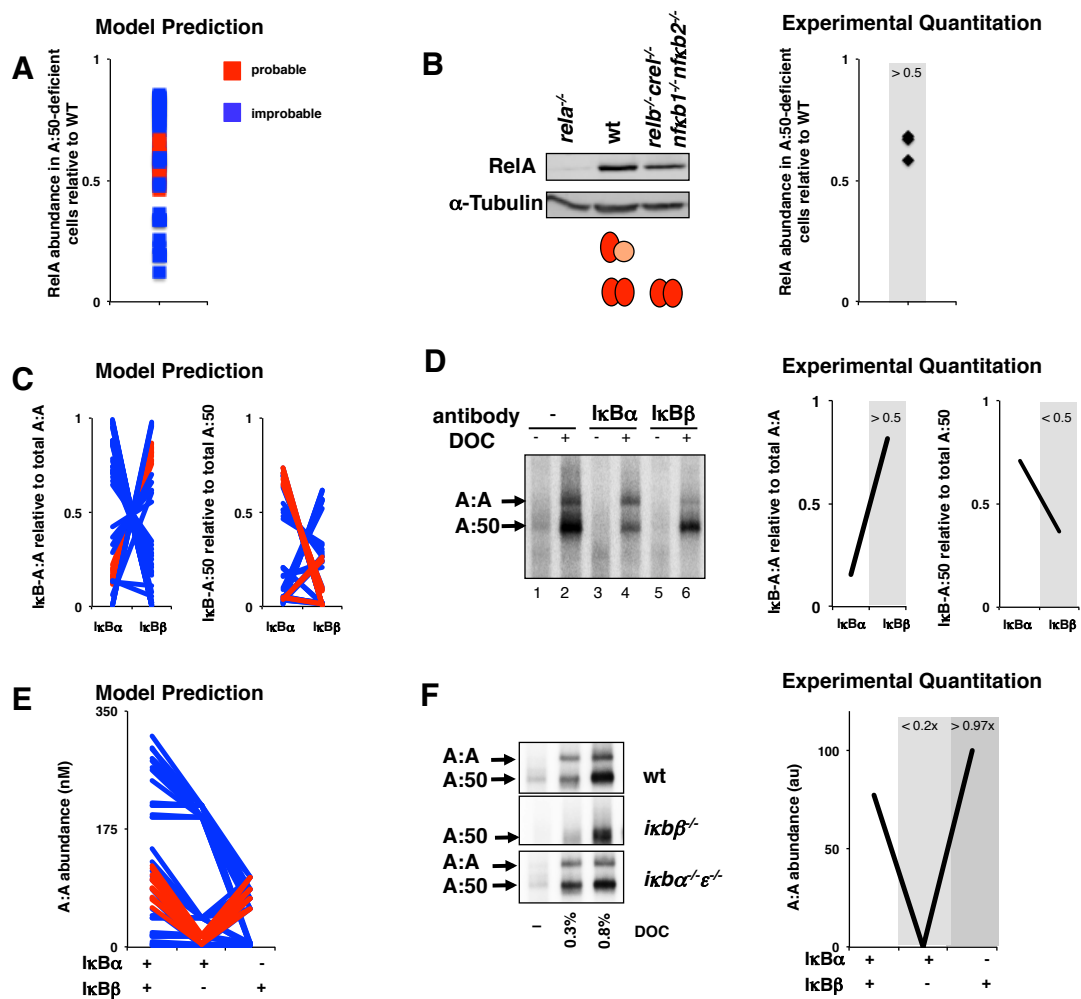 A
Model Prediction
RelA abundance in A:50-deficient
cells relative to WT
1
0.5
0
probable
improbable
B
rela-/-
wt
relb-/-crel-/-
nfκb1-/-nfκb2-/-
RelA
α-Tubulin
Experimental Quantitation
RelA abundance in A:50-deficient
cells relative to WT
1
0.5
0
> 0.5
C
Model Prediction
IκB-A:A relative to total A:A
1
0.5
0
IκBα IκBβ
IκB-A:50 relative to total A:50
1
0.5
0
IκBα IκBβ
D
antibody - IκBα IκBβ
DOC - + - + - +
A:A
A:50
1 2 3 4 5 6
Experimental Quantitation
IκB-A:A relative to total A:A
1
0.5
0
> 0.5
IκBα IκBβ
IκB-A:50 relative to total A:50
1
0.5
0
< 0.5
IκBα IκBβ
E
Model Prediction
A:A abundance (nM)
350
175
0
IκBα + + -
IκBβ + - +
F
A:A
A:50
wt
A:50
iκbβ-/-
A:A
A:50
iκbα-/-ε-/-
– 0.3% 0.8% DOC
Experimental Quantitation
A:A abundance (au)
100
50
0
< 0.2x > 0.97x
IκBα + + -
IκBβ + - +